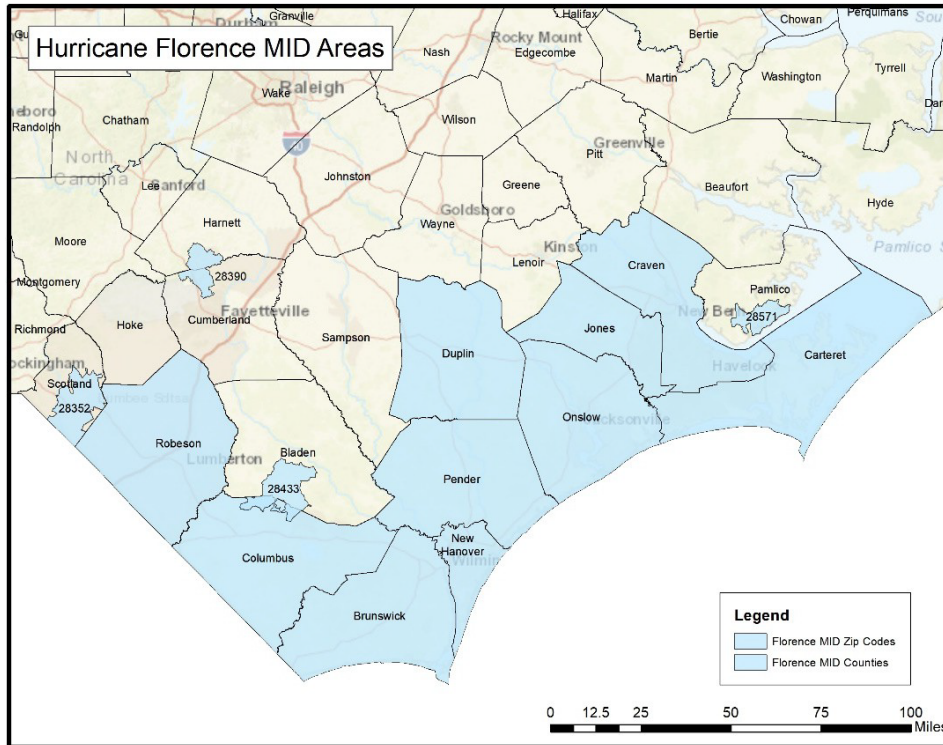 Hurricane Florence MID Areas
Granville
Durham
Halifax
Perquimans
Chowan
Bertie
Nash
Rocky Mount
Edgecombe
Martin
Washington
Tyrrell
Wake
Raleigh
Wilson
Chatham
Randolph
North
Carolina
40
Johnston
Pitt
Greenville
Lee
Sanford
Greene
Beaufort
Hyde
Harnett
Wayne
Goldsboro
Moore
Pamlico
Kinston
Lenoir
Craven
28390
Montgomery
Pamlico
Fayetteville
Cumberland
Hoke
Sampson
28571
Richmond
Jones
Duplin
Carteret
Havelock
Scotland
28352
Onslow
Robeson
Lumberton
Bladen
Pender
28433
New
Hanover
Columbus
Brunswick
Legend
Florence MID Zip Codes
Florence MID Counties
0 12.5 25 50 75 100
Miles